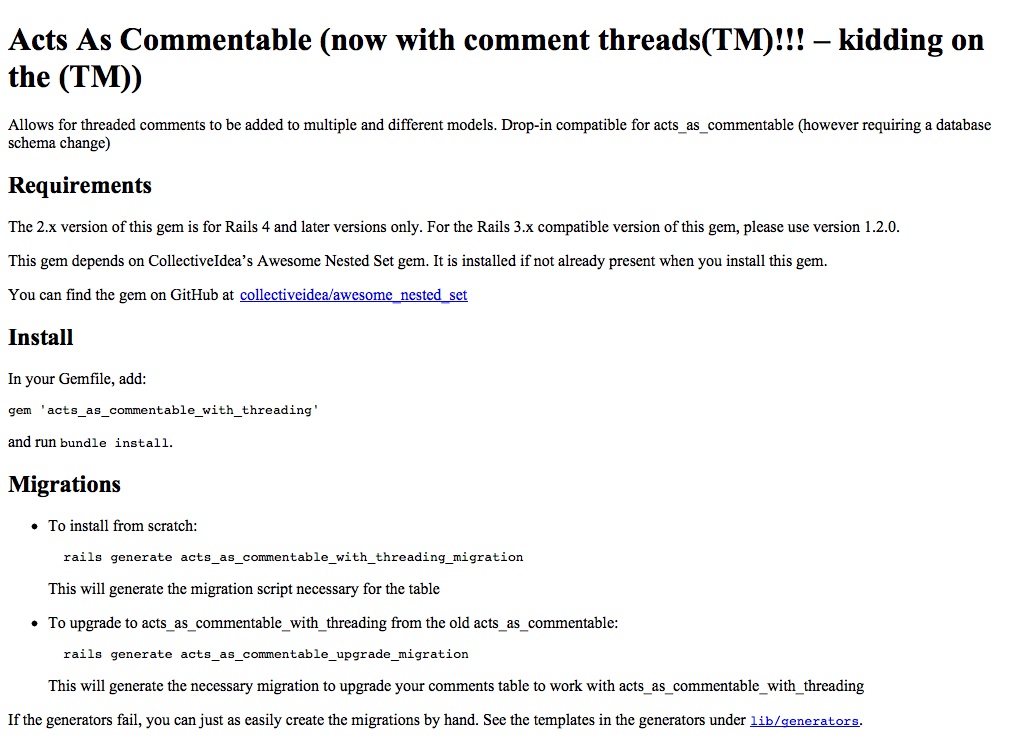 Acts As Commentable (now with comment threads(TM)!!! – kidding on
the (TM))
Allows for threaded comments to be added to multiple and different models. Drop-in compatible for acts_as_commentable (however requiring a database
schema change)
Requirements
The 2.x version of this gem is for Rails 4 and later versions only. For the Rails 3.x compatible version of this gem, please use version 1.2.0.
This gem depends on CollectiveIdea’s Awesome Nested Set gem. It is installed if not already present when you install this gem.
You can find the gem on GitHub at collectiveidea/awesome_nested_set
Install
In your Gemfile, add:
gem 'acts_as_commentable_with_threading'
and run bundle install.
Migrations
• To install from scratch:
rails generate acts_as_commentable_with_threading_migration
This will generate the migration script necessary for the table
• To upgrade to acts_as_commentable_with_threading from the old acts_as_commentable:
rails generate acts_as_commentable_upgrade_migration
This will generate the necessary migration to upgrade your comments table to work with acts_as_commentable_with_threading
If the generators fail, you can just as easily create the migrations by hand. See the templates in the generators under lib/generators.